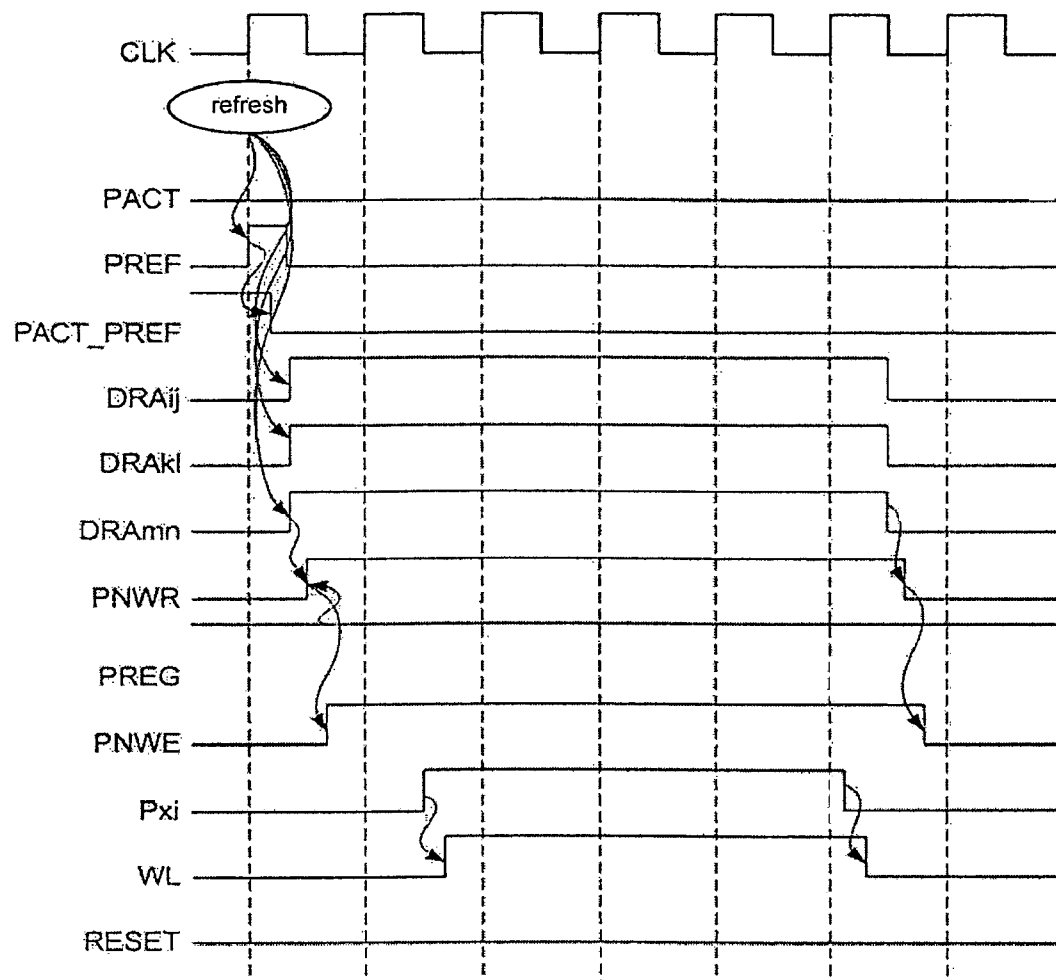 CLK
refresh
PACT
PREF
PACT_PREF
DRAij
DRAkl
DRAmn
PNWR
PREG
PNWE
Pxi
WL
RESET